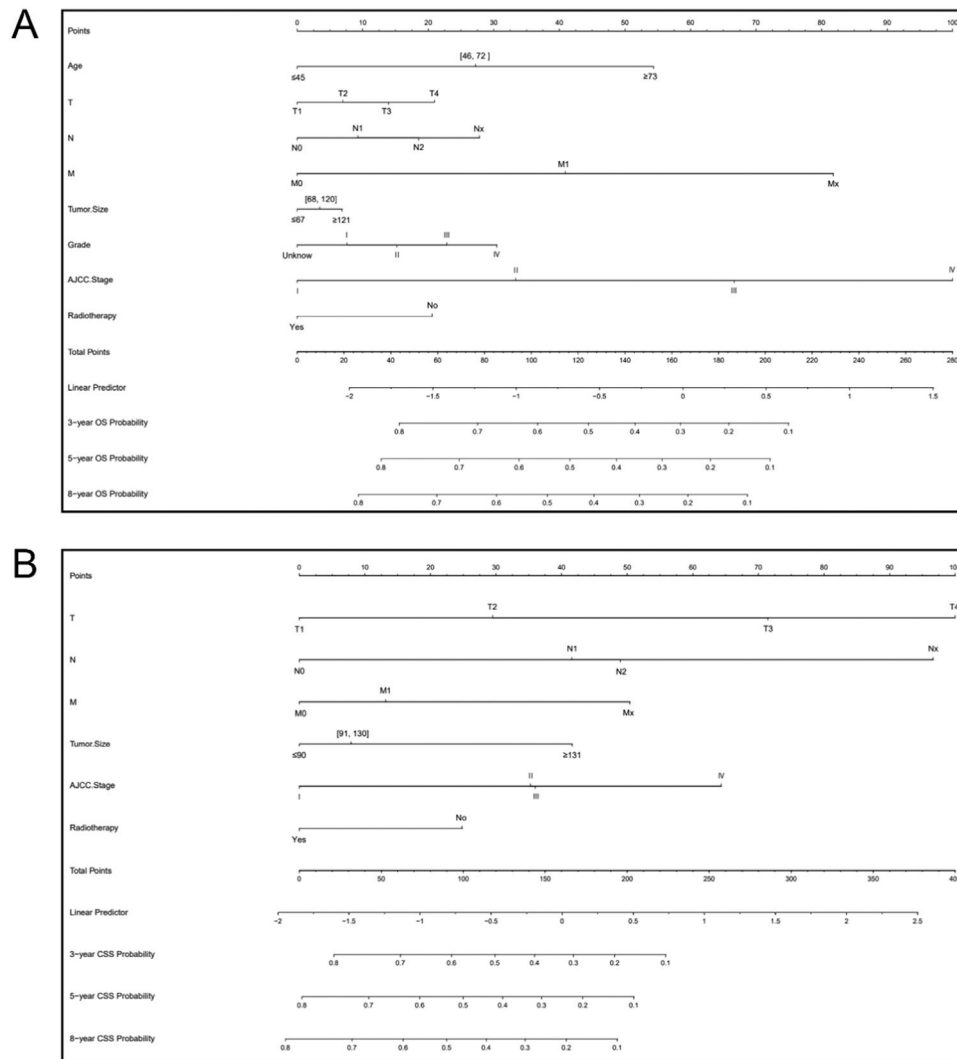 A
Points
0 10 20 30 40 50 60 70 80 90 100
[46, 72 ]
Age
≤45 ≥73
T2 T4
T
T1 T3
N1 Nx
N
N0 N2
M1
M
M0 Mx
[68, 120]
Tumor.Size
≤67 ≥121
I III
Grade
Unknow II IV
II IV
AJCC.Stage
I III
No
Radiotherapy
Yes
Total Points
0 20 40 60 80 100 120 140 160 180 200 220 240 260 280
Linear Predictor
−2 −1.5 −1 −0.5 0 0.5 1 1.5
3−year OS Probability
0.8 0.7 0.6 0.5 0.4 0.3 0.2 0.1
5−year OS Probability
0.8 0.7 0.6 0.5 0.4 0.3 0.2 0.1
8−year OS Probability
0.8 0.7 0.6 0.5 0.4 0.3 0.2 0.1
B
Points
0 10 20 30 40 50 60 70 80 90 100
T2 T4
T
T1 T3
N1 Nx
N
N0 N2
M1
M
M0 Mx
[91, 130]
Tumor.Size
≤90 ≥131
II IV
AJCC.Stage
I III
No
Radiotherapy
Yes
Total Points
0 50 100 150 200 250 300 350 400
Linear Predictor
−2 −1.5 −1 −0.5 0 0.5 1 1.5 2 2.5
3−year CSS Probability
0.8 0.7 0.6 0.5 0.4 0.3 0.2 0.1
5−year CSS Probability
0.8 0.7 0.6 0.5 0.4 0.3 0.2 0.1
8−year CSS Probability
0.8 0.7 0.6 0.5 0.4 0.3 0.2 0.1